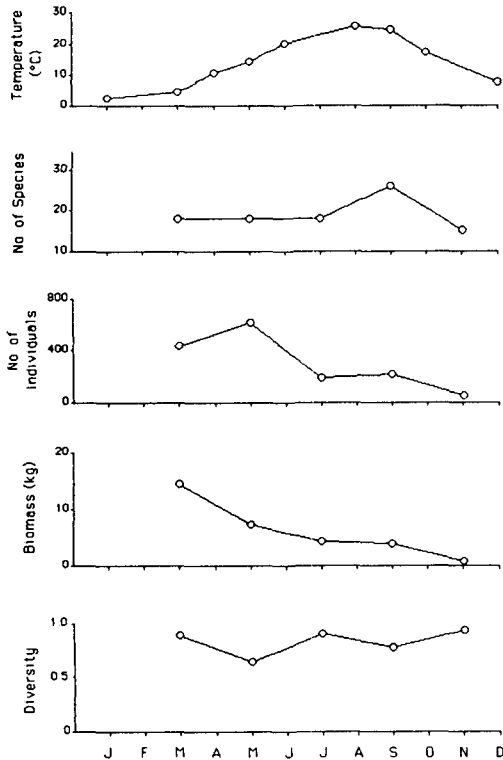 Temperature
(°C)
30
20
10
0
No of Species
30
20
10
No of
Individuals
800
400
0
Biomass (kg)
20
10
0
Diversity
1.0
0.5
0
J F M A M J J A S O N D